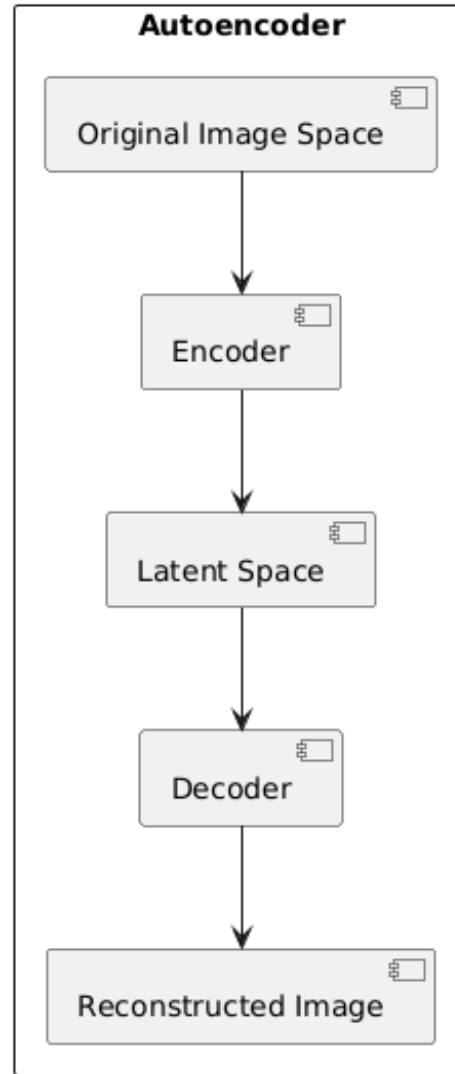 Autoencoder
Original Image Space
Encoder
Latent Space
Decoder
Reconstructed Image